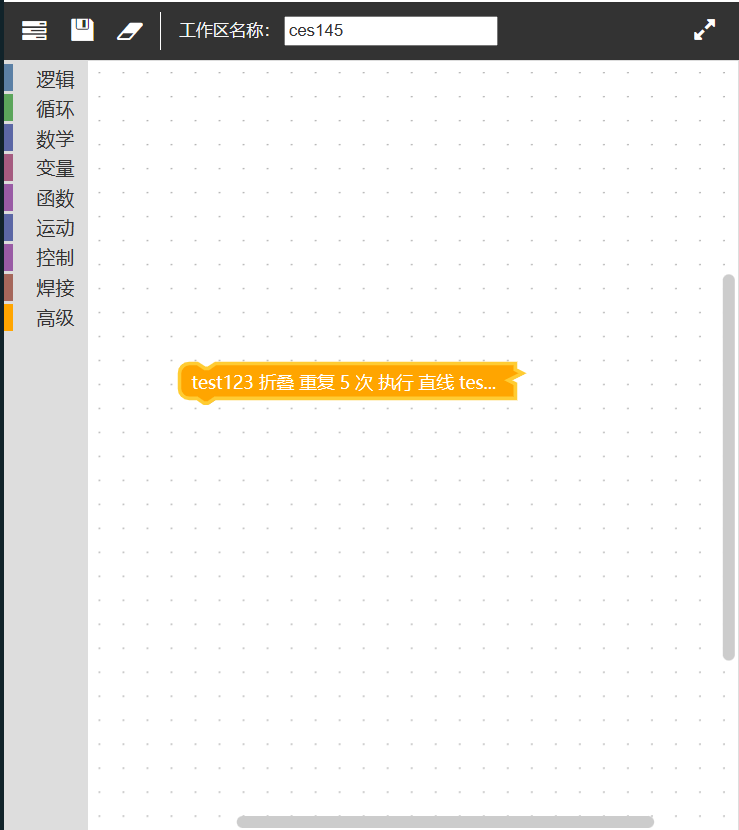 工作区名称： ces145
逻辑
循环
数学
变量
函数
运动
控制
焊接
高级
test123 折叠 重复 5 次 执行 直线 tes...